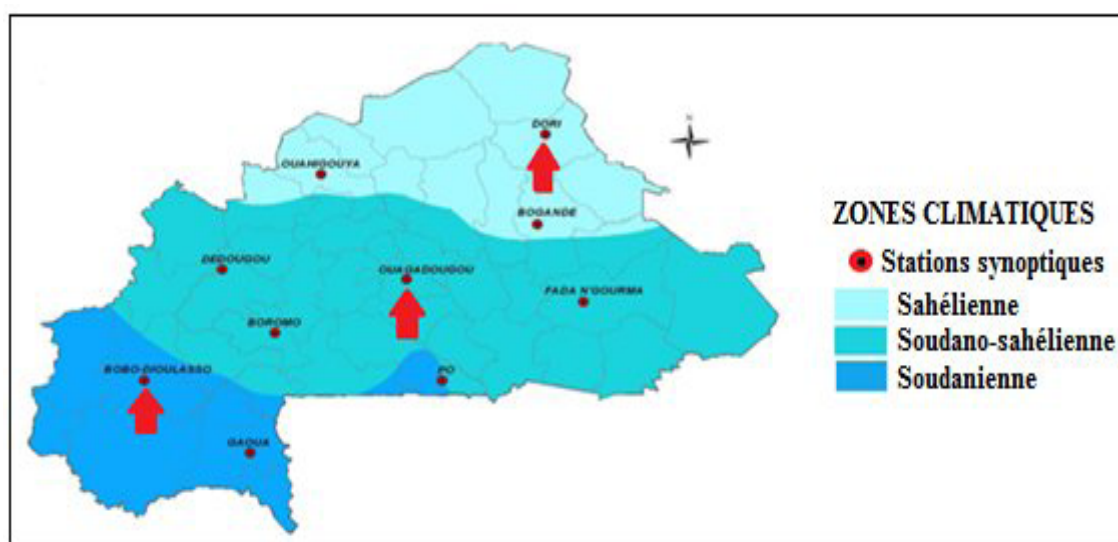 N
DORI
OUAHIGOUYA
BOGANDE
DEDOUGOU
OUAGADOUGOU
FADA N'GOURMA
BOROMO
BOBO-DIOULASSO
PO
GAOUA
ZONES CLIMATIQUES
Stations synoptiques
Sahélienne
Soudano-sahélienne
Soudanienne